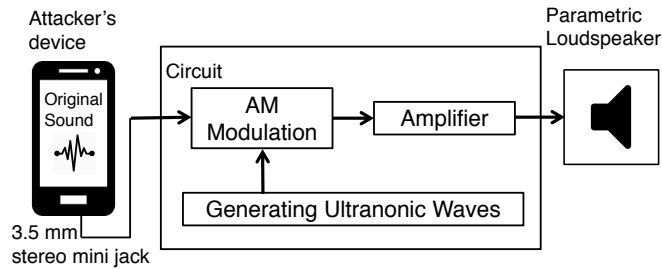 Attacker's
device
Original
Sound
3.5 mm
stereo mini jack
Circuit
AM
Modulation
Amplifier
Generating Ultranonic Waves
Parametric
Loudspeaker